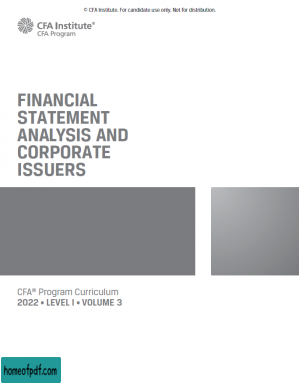 © CFA Institute. For candidate use only. Not for distribution.
CFA Institute®
CFA Program
FINANCIAL
STATEMENT
ANALYSIS AND
CORPORATE
ISSUERS
CFA® Program Curriculum
2022 • LEVEL I • VOLUME 3
homeofpdf.com